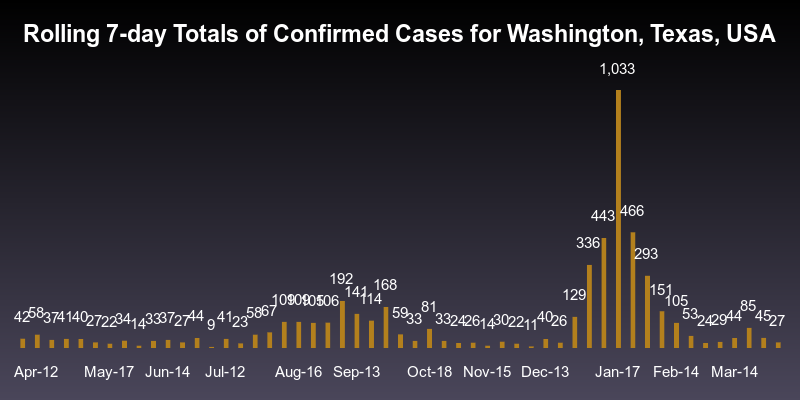 Rolling 7-day Totals of Confirmed Cases for Washington, Texas, USA
1,033
42 58 37 41 40 27 22 34 14 33 37 27 44 9 41 23 58 67 109 109 105 106 192 141 114 168 59 33 81 33 24 26 14 30 22 11 40 26 129 336 443 466 293 151 105 53 24 29 44 85 45 27
Apr-12 May-17 Jun-14 Jul-12 Aug-16 Sep-13 Oct-18 Nov-15 Dec-13 Jan-17 Feb-14 Mar-14